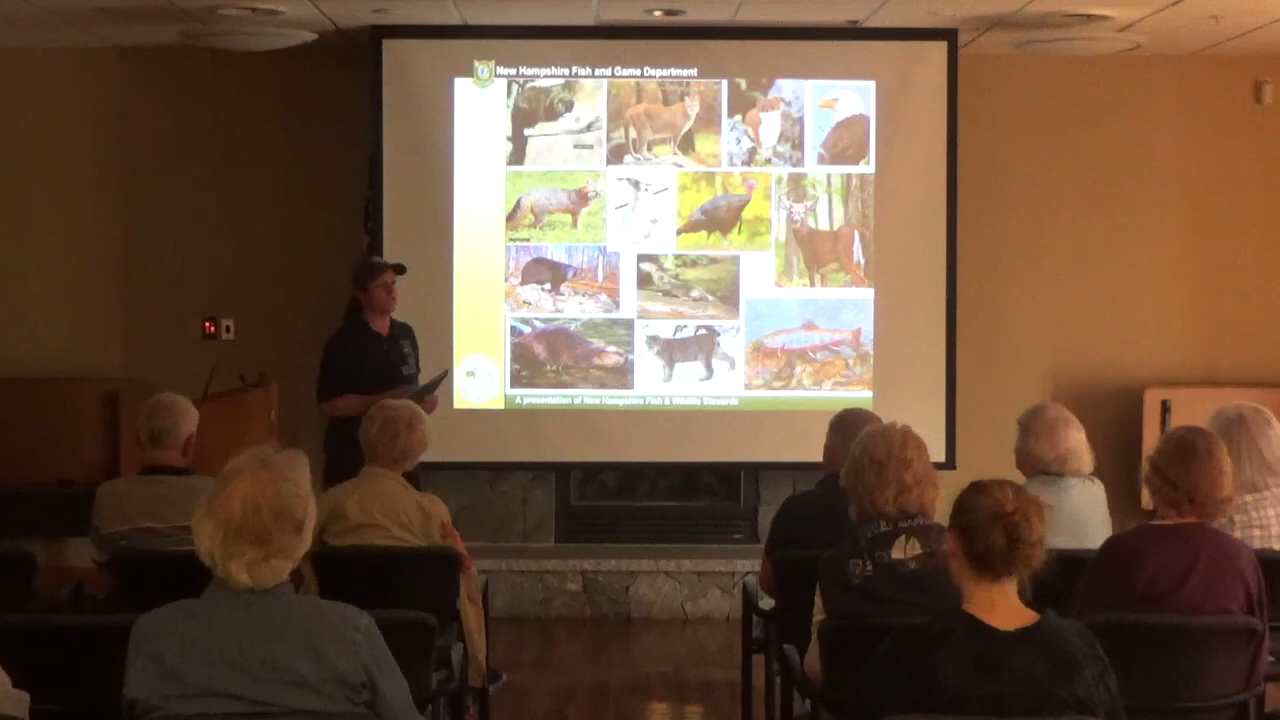 New Hampshire Fish and Game Department
A presentation of New Hampshire Fish & Wildlife Stewards